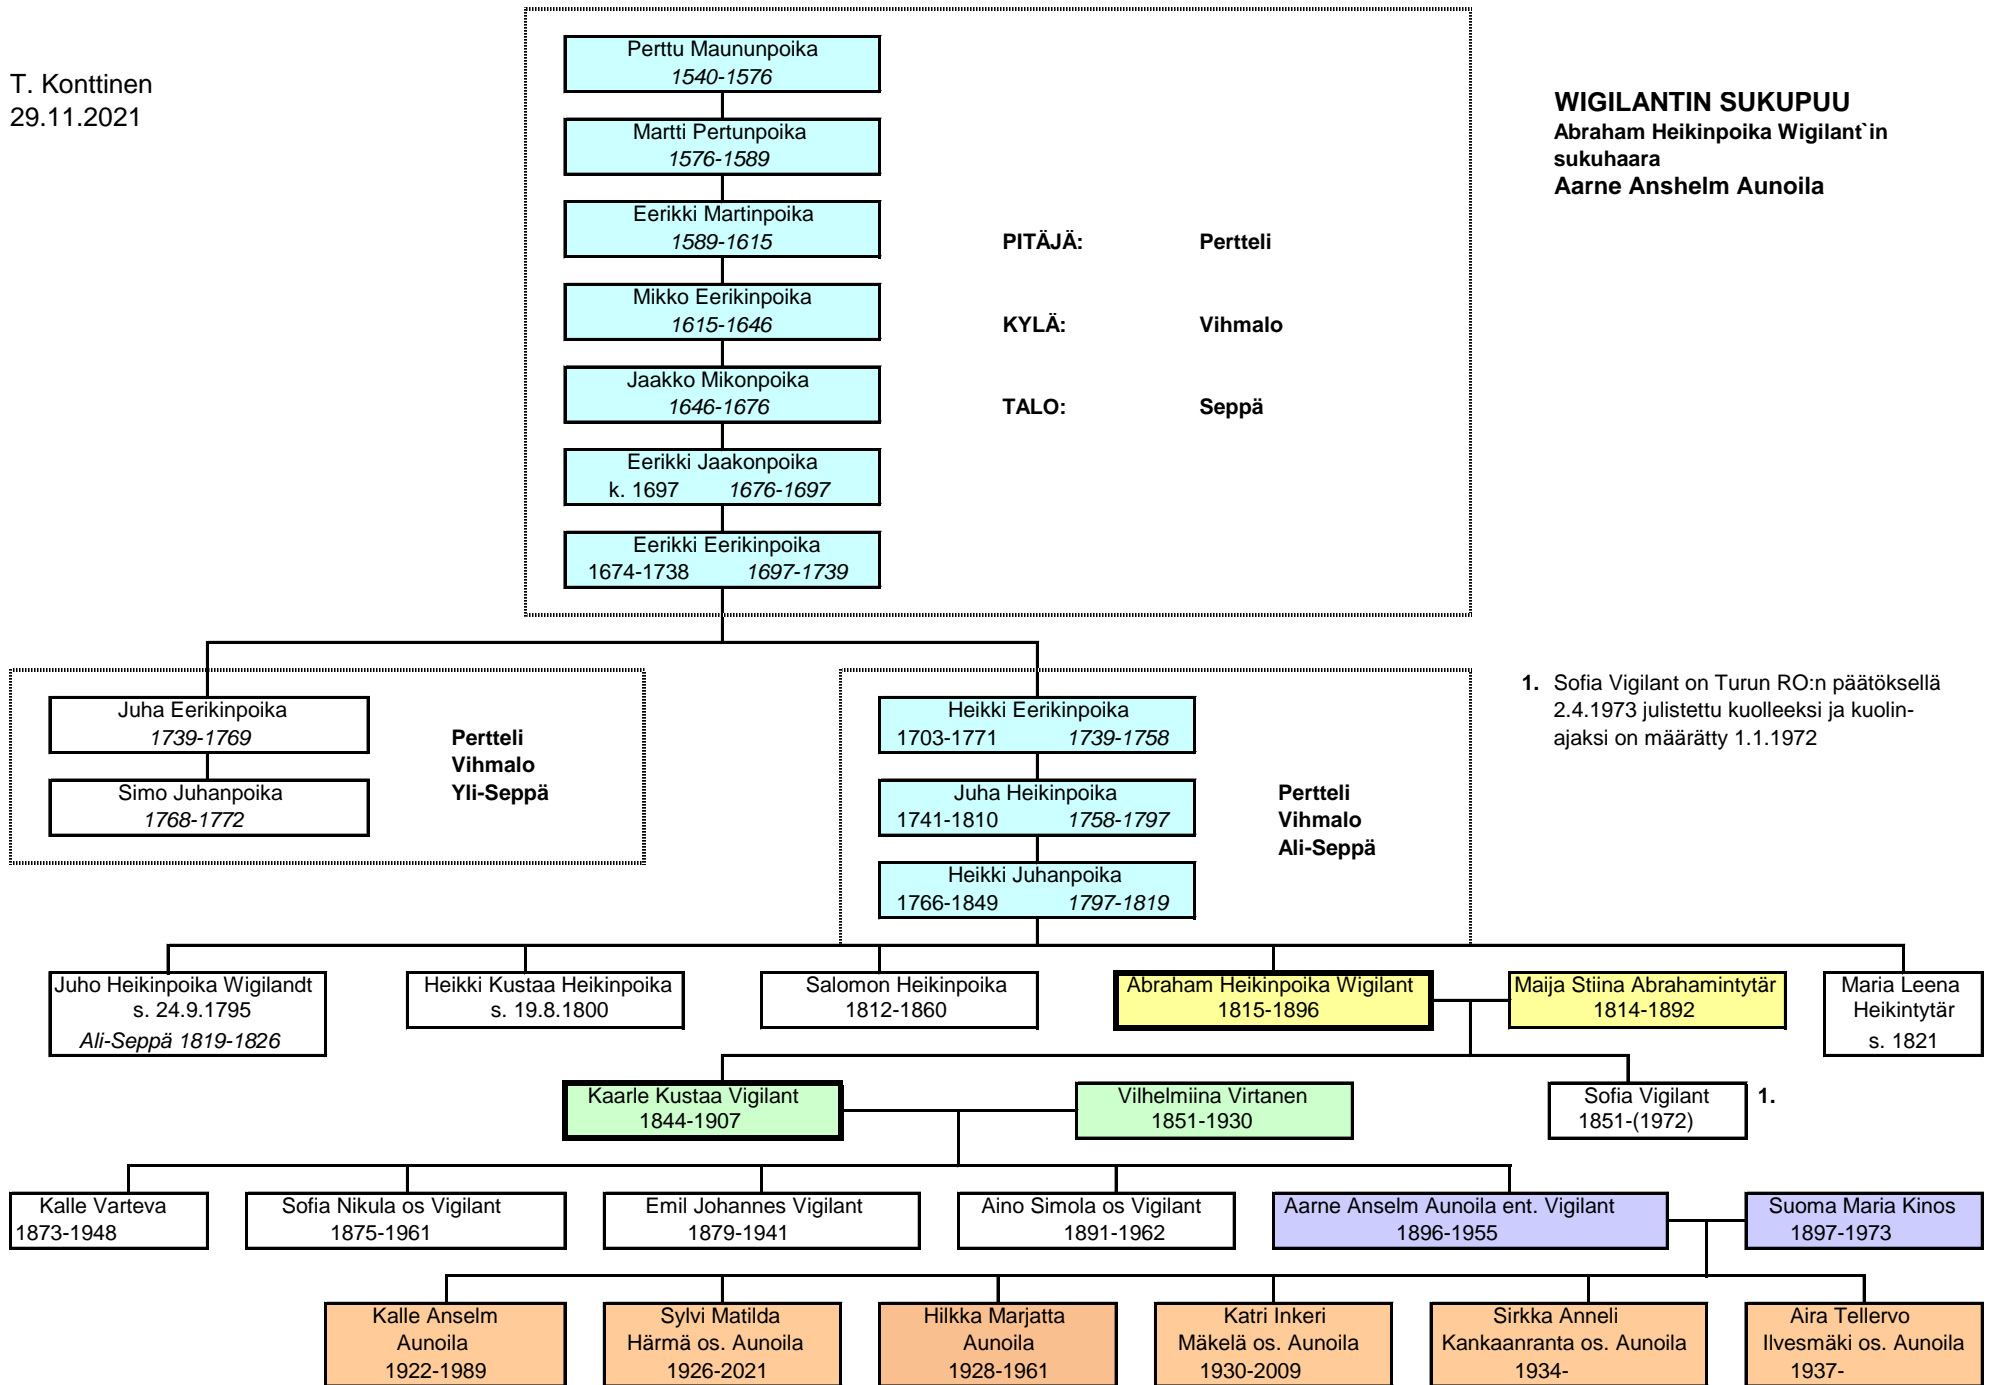 T. Konttinen
29.11.2021
WIGILANTIN SUKUPUU
Abraham Heikinpoika Wigilant`in
sukuhaara
Aarne Anshelm Aunoila
Perttu Maununpoika
1540-1576
Martti Pertunpoika
1576-1589
Eerikki Martinpoika
1589-1615
PITÄJÄ: Pertteli
Mikko Eerikinpoika
1615-1646
KYLÄ: Vihmalo
Jaakko Mikonpoika
1646-1676
TALO: Seppä
Eerikki Jaakonpoika
k. 1697 1676-1697
Eerikki Eerikinpoika
1674-1738 1697-1739
Juha Eerikinpoika
1739-1769
Simo Juhanpoika
1768-1772
Pertteli
Vihmalo
Yli-Seppä
Heikki Eerikinpoika
1703-1771 1739-1758
Juha Heikinpoika
1741-1810 1758-1797
Heikki Juhanpoika
1766-1849 1797-1819
Pertteli
Vihmalo
Ali-Seppä
1. Sofia Vigilant on Turun RO:n päätöksellä
2.4.1973 julistettu kuolleeksi ja kuolin-
ajaksi on määrätty 1.1.1972
Juho Heikinpoika Wigilandt
s. 24.9.1795
Ali-Seppä 1819-1826
Heikki Kustaa Heikinpoika
s. 19.8.1800
Salomon Heikinpoika
1812-1860
Abraham Heikinpoika Wigilant
1815-1896
Maija Stiina Abrahamintytär
1814-1892
Maria Leena
Heikintytär
s. 1821
Kaarle Kustaa Vigilant
1844-1907
Vilhelmiina Virtanen
1851-1930
Sofia Vigilant
1851-(1972)
1.
Kalle Varteva
1873-1948
Sofia Nikula os Vigilant
1875-1961
Emil Johannes Vigilant
1879-1941
Aino Simola os Vigilant
1891-1962
Aarne Anselm Aunoila ent. Vigilant
1896-1955
Suoma Maria Kinos
1897-1973
Kalle Anselm
Aunoila
1922-1989
Sylvi Matilda
Härmä os. Aunoila
1926-2021
Hilkka Marjatta
Aunoila
1928-1961
Katri Inkeri
Mäkelä os. Aunoila
1930-2009
Sirkka Anneli
Kankaanranta os. Aunoila
1934-
Aira Tellervo
Ilvesmäki os. Aunoila
1937-